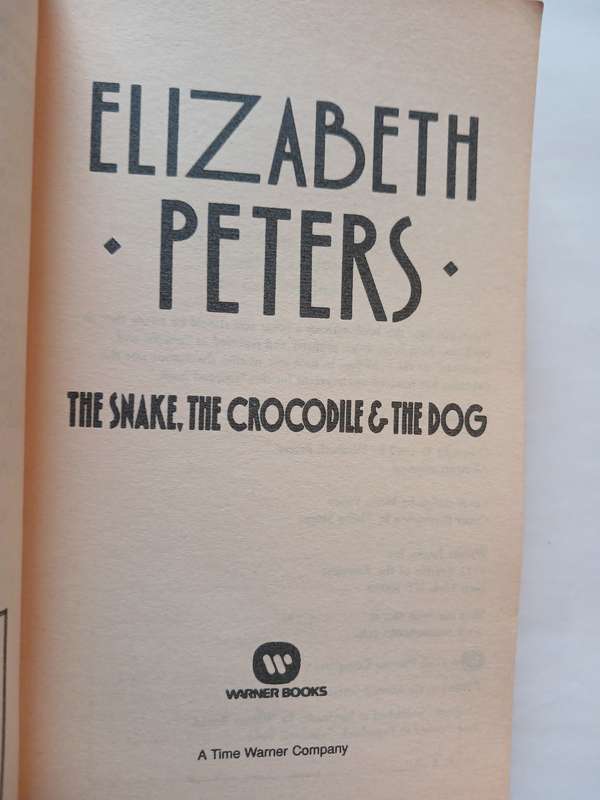 ELIZABETH
• PETERS •
THE SNAKE, THE CROCODILE & THE DOG
WARNER BOOKS
A Time Warner Company